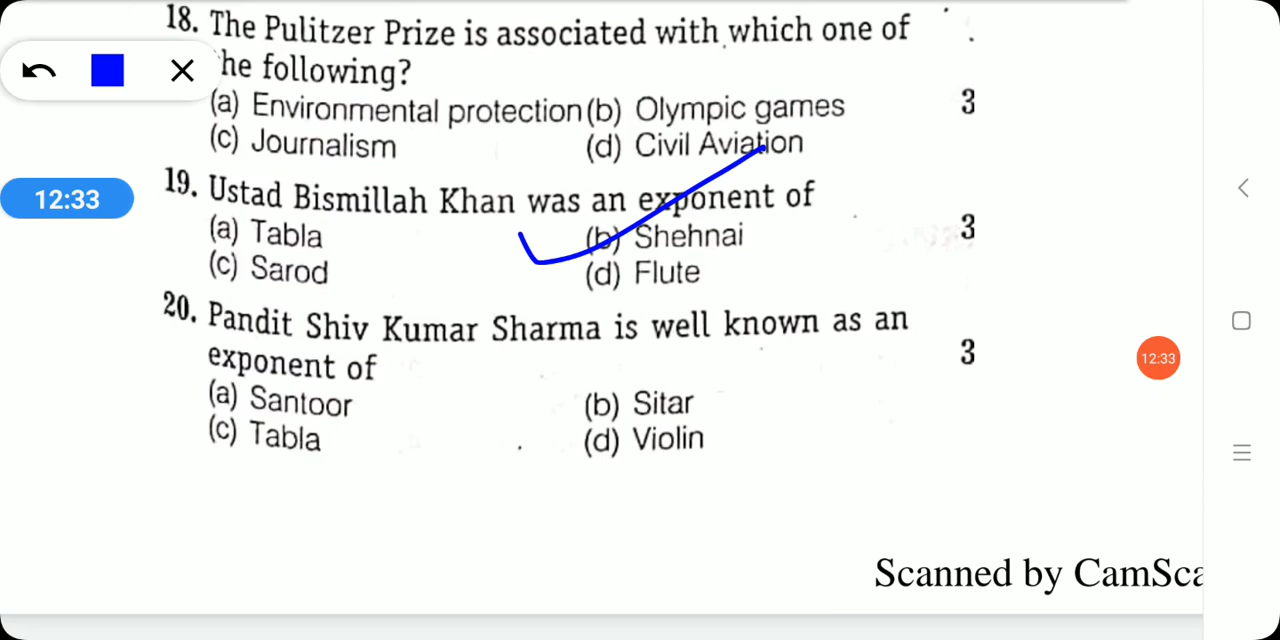 18. The Pulitzer Prize is associated with which one of
he following?
(a) Environmental protection (b) Olympic games 3
(c) Journalism (d) Civil Aviation
12:33
19. Ustad Bismillah Khan was an exponent of
(a) Tabla (b) Shehnai 3
(c) Sarod (d) Flute
20. Pandit Shiv Kumar Sharma is well known as an
exponent of 3
12:33
(a) Santoor (b) Sitar
(c) Tabla (d) Violin
Scanned by CamSca